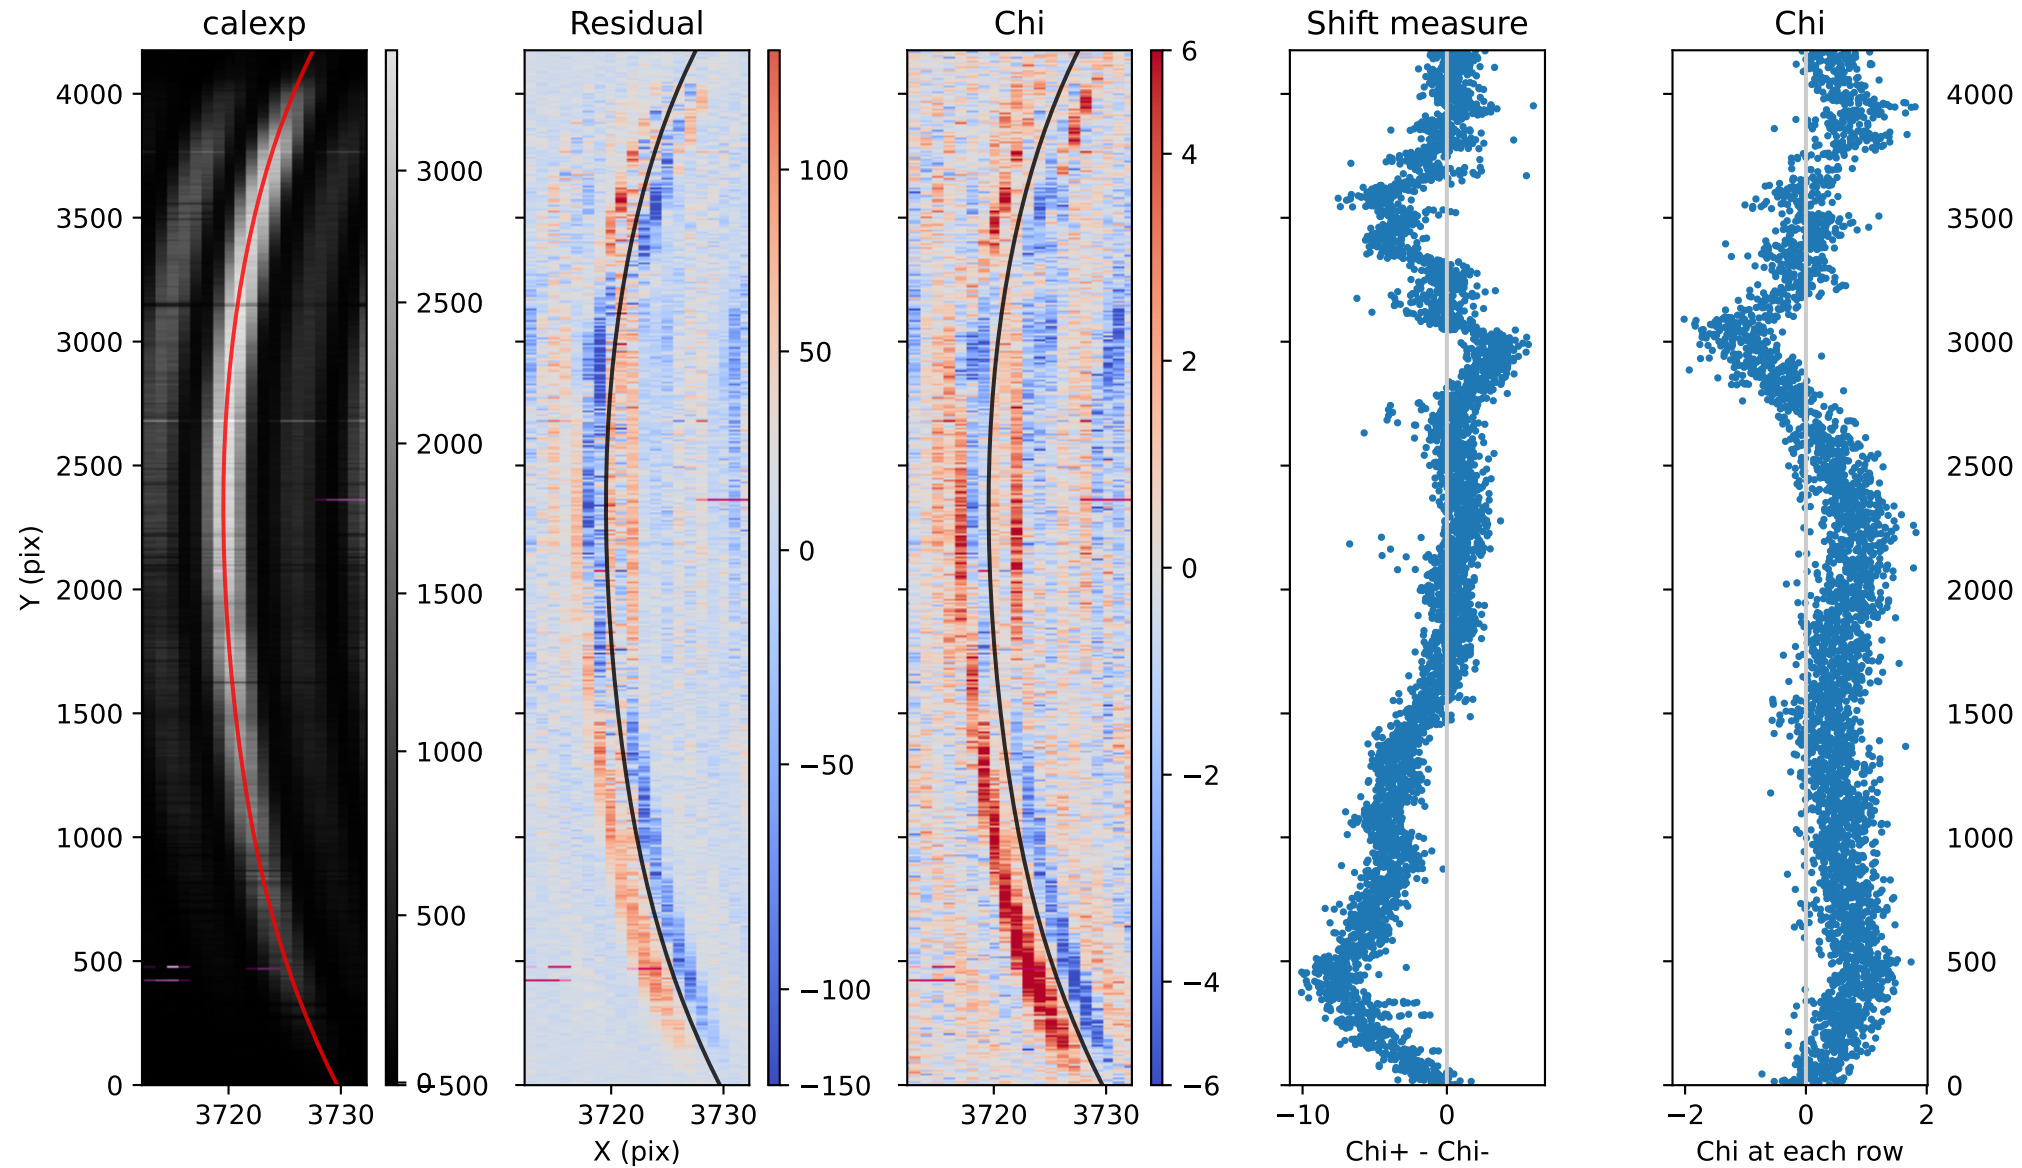 calexp Residual Chi Shift measure Chi
4000 3000 100 6 4000
3500 2500 50 4 3500
3000 2000 0 2 3000
2500 1500 −50 0 2500
2000 1000 −100 −2 2000
1500 500 −150 −4 1500
1000 0 −6 1000
500 −500 500
0 0
Y (pix)
3720 3730 3720 3730 3720 3730 −10 0 −2 0 2
X (pix) Chi+ - Chi- Chi at each row